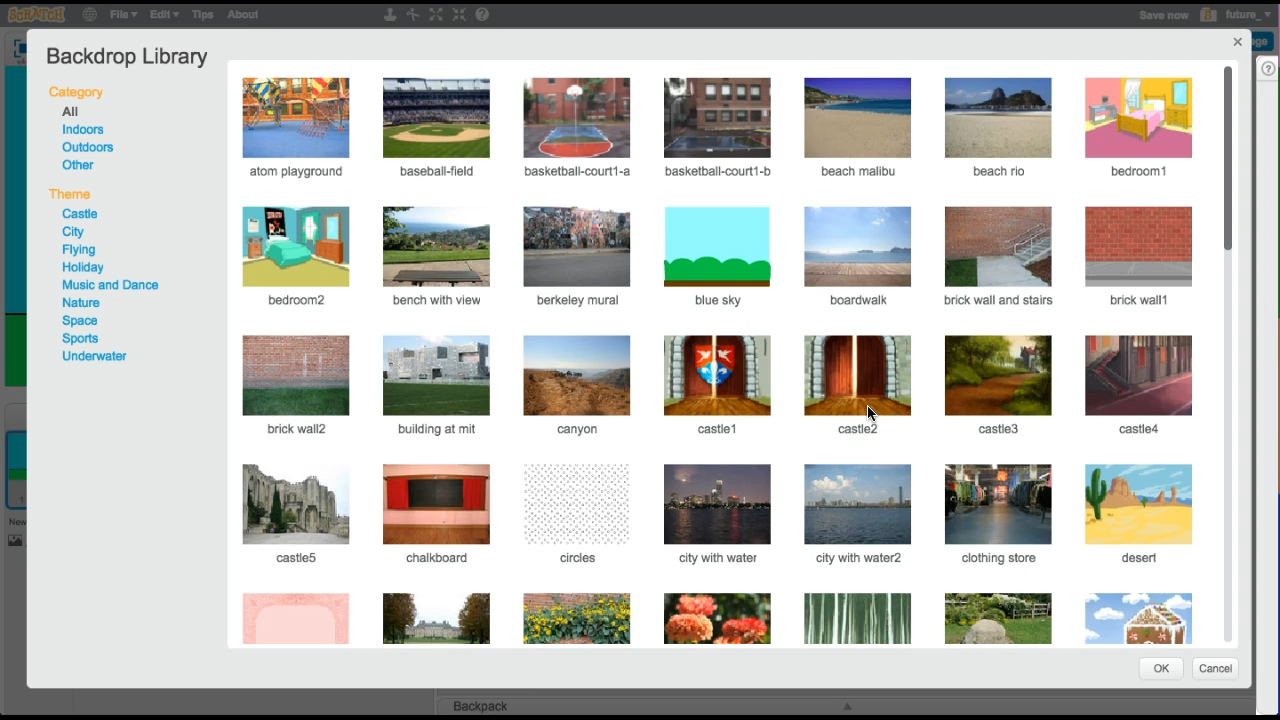 SCRATCH File Edit Tips About Save now future_
Backdrop Library
Category
All
Indoors
Outdoors
Other
Theme
Castle
City
Flying
Holiday
Music and Dance
Nature
Space
Sports
Underwater
atom playground baseball-field basketball-court1-a basketball-court1-b beach malibu beach rio bedroom1
bedroom2 bench with view berkeley mural blue sky boardwalk brick wall and stairs brick wall1
brick wall2 building at mit canyon castle1 castle2 castle3 castle4
castle5 chalkboard circles city with water city with water2 clothing store desert
OK Cancel
Backpack